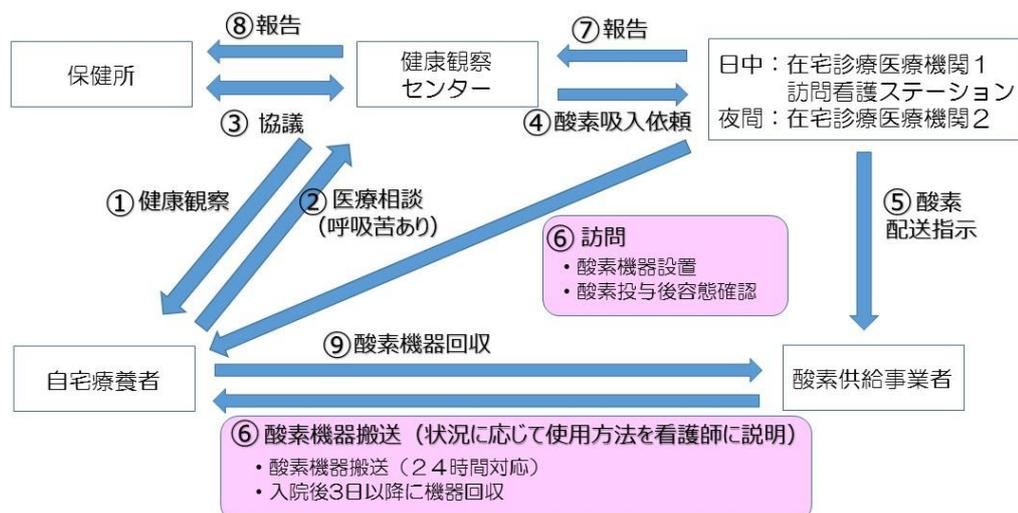 ⑧報告
⑦報告
保健所
健康観察
センター
日中：在宅診療医療機関１
訪問看護ステーション
夜間：在宅診療医療機関２
③ 協議
④酸素吸入依頼
①健康観察
②医療相談
（呼吸苦あり）
⑤ 酸素
配送指示
⑥ 訪問
・酸素機器設置
・酸素投与後容態確認
⑨酸素機器回収
自宅療養者
酸素供給事業者
⑥ 酸素機器搬送（状況に応じて使用方法を看護師に説明）
・酸素機器搬送（２４時間対応）
・入院後3日以降に機器回収